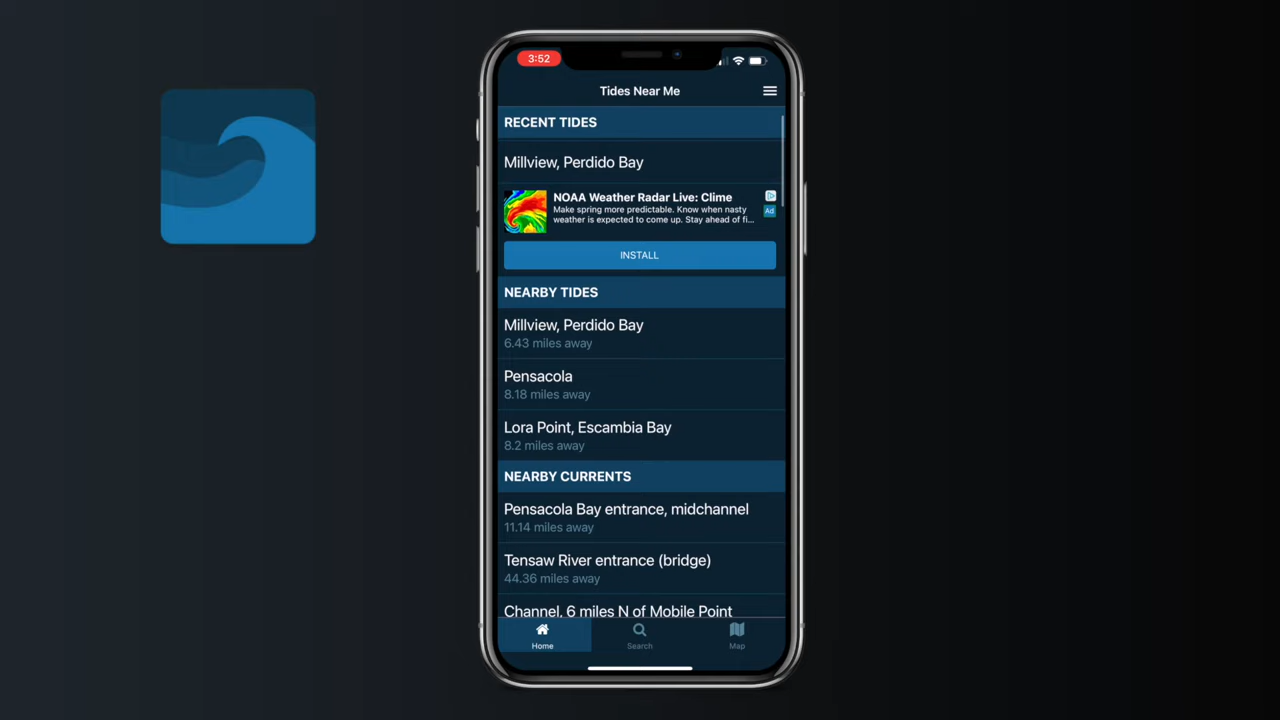 3:52
Tides Near Me
RECENT TIDES
Millview, Perdido Bay
NOAA Weather Radar Live: Clime
Make spring more predictable. Know when nasty
weather is expected to come up. Stay ahead of fi...
Ad
INSTALL
NEARBY TIDES
Millview, Perdido Bay
6.43 miles away
Pensacola
8.18 miles away
Lora Point, Escambia Bay
8.2 miles away
NEARBY CURRENTS
Pensacola Bay entrance, midchannel
11.14 miles away
Tensaw River entrance (bridge)
44.36 miles away
Channel, 6 miles N of Mobile Point
Home
Search
Map